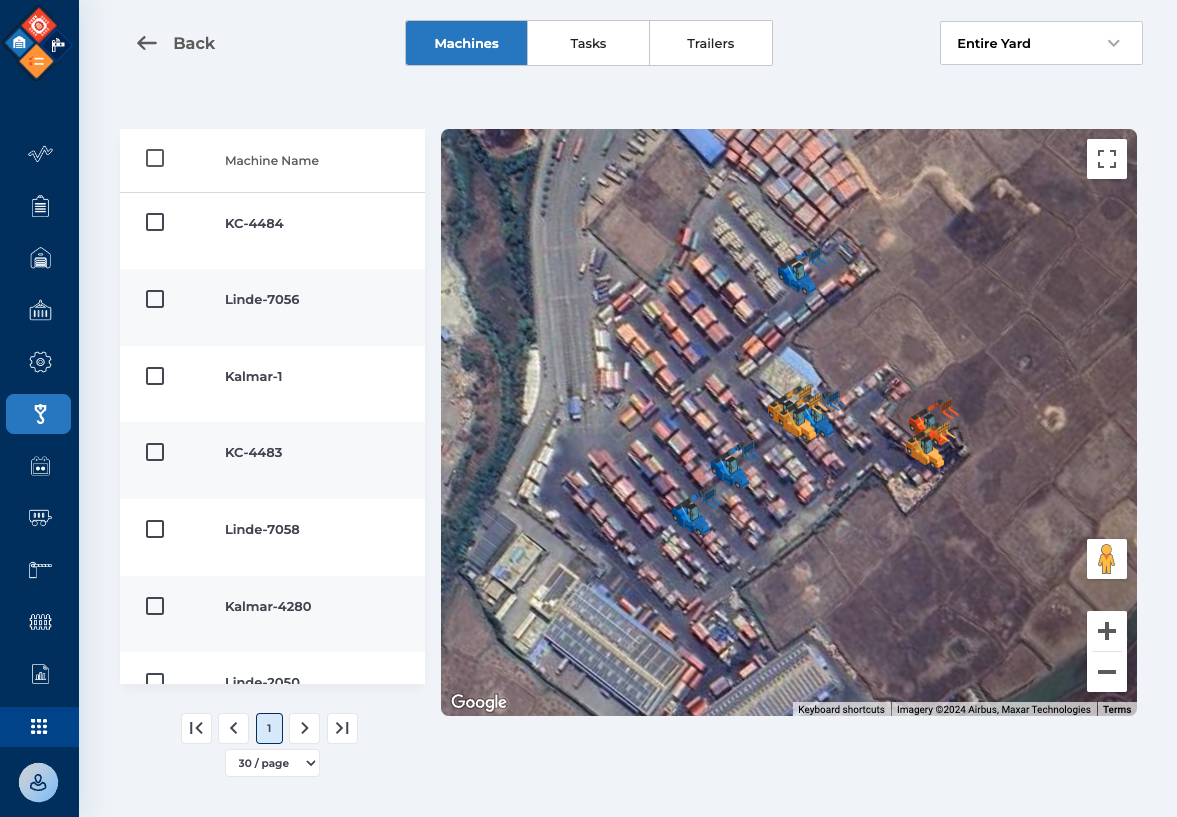 Back
Machines
Tasks
Trailers
Entire Yard
Machine Name
KC-4484
Linde-7056
Kalmar-1
KC-4483
Linde-7058
Kalmar-4280
Linde-2050
1
30 / page
Google
Keyboard shortcuts
Imagery ©2024 Airbus, Maxar Technologies
Terms